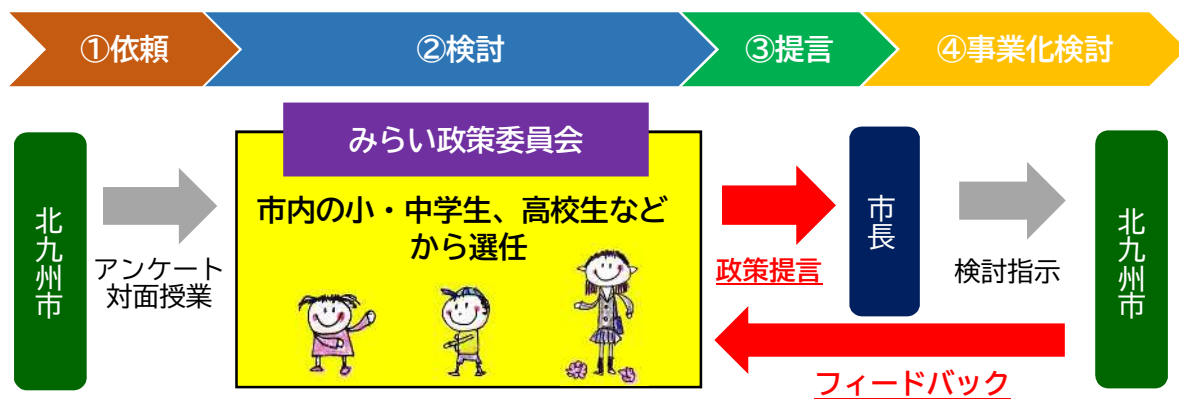 ①依頼
②検討
③提言
④事業化検討
北九州市
アンケート
対面授業
みらい政策委員会
市内の小・中学生、高校生など
から選任
政策提言
市長
検討指示
北九州市
フィードバック